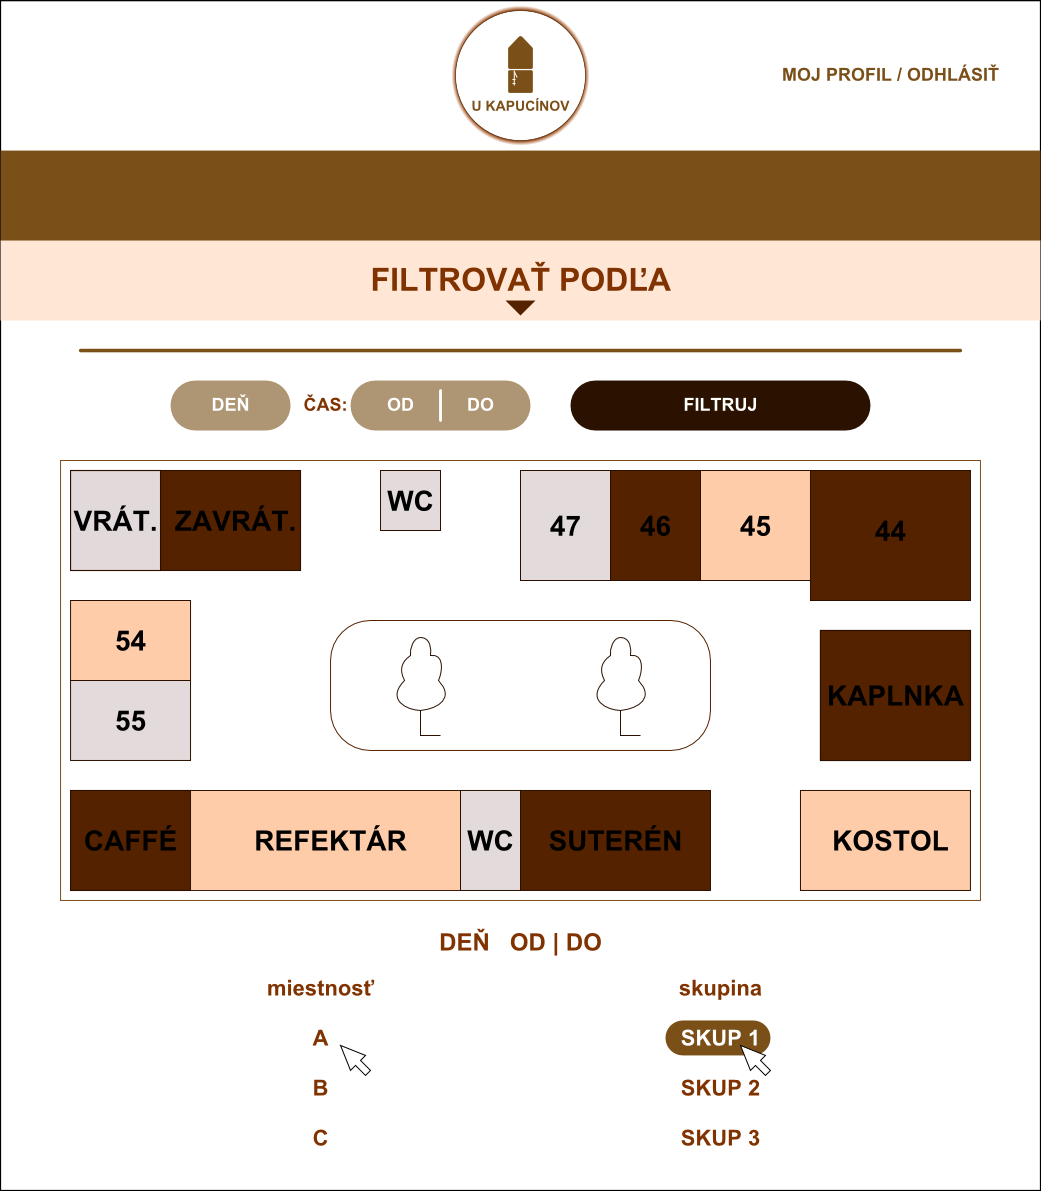 U KAPUCÍNOV
MOJ PROFIL / ODHLÁSIŤ
FILTROVAŤ PODĽA
DEŇ ČAS: OD DO FILTRUJ
VRÁT. ZAVRÁT. WC 47 46 45 44
54
55
KAPLNKA
CAFFÉ REFEKTÁR WC SUTERÉN KOSTOL
DEŇ OD | DO
miestnosť skupina
A SKUP 1
B SKUP 2
C SKUP 3